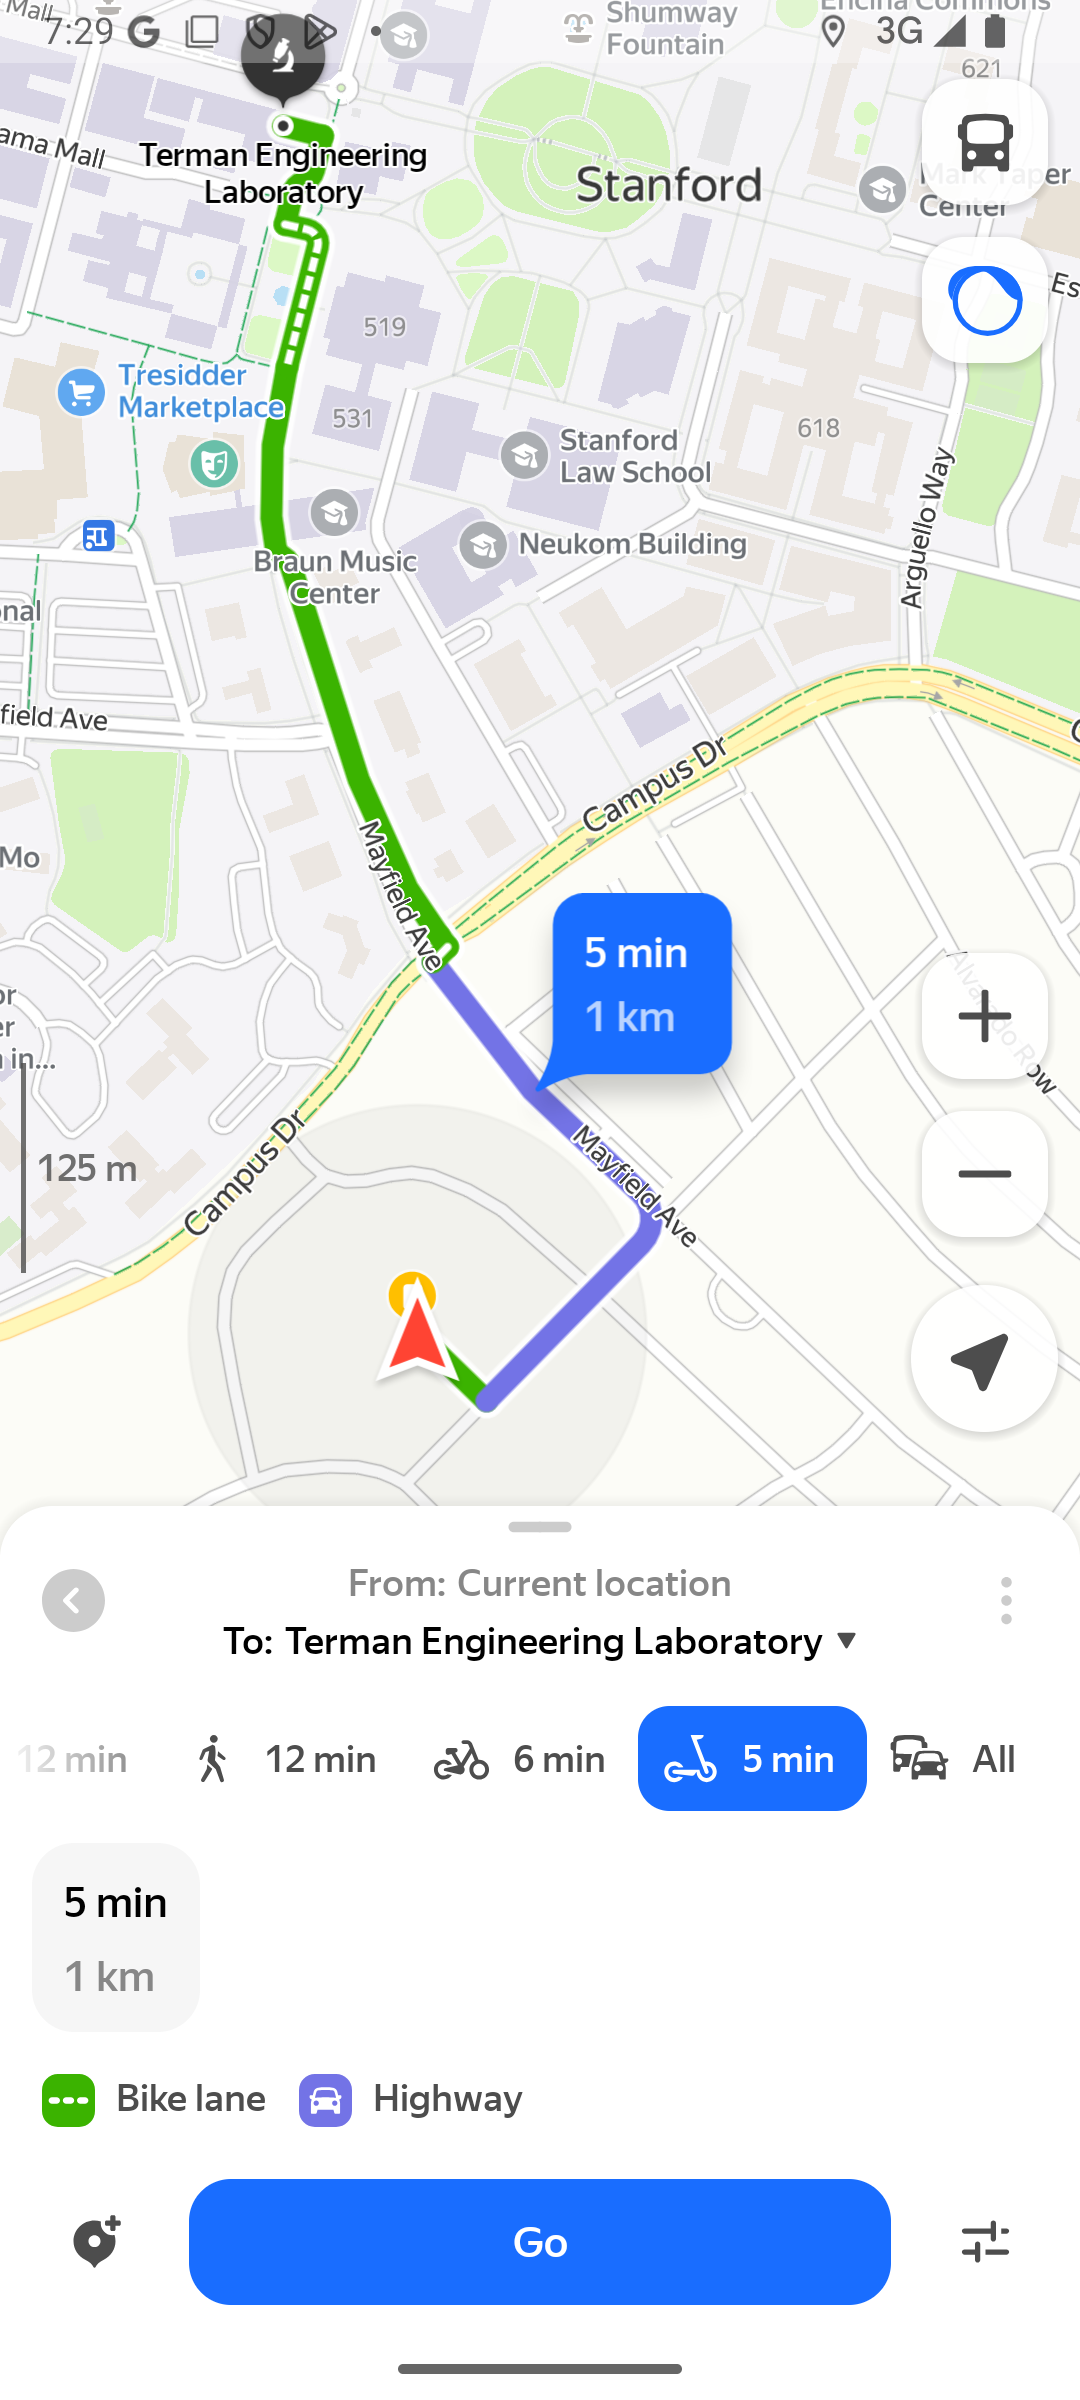 Mall
7:29
3G
Shumway
Fountain
Encina Commons
621
ama Mall
Terman Engineering
Laboratory
Stanford
Mark Taper
Center
Es
519
Tresidder
Marketplace
531
Stanford
Law School
618
Arguello Way
Neukom Building
Braun Music
Center
onal
field Ave
Campus Dr
Mo
Mayfield Ave
5 min
1 km
Alvarado Row
or
er
n in...
125 m
Campus Dr
Mayfield Ave
From: Current location
To: Terman Engineering Laboratory
12 min
12 min
6 min
5 min
All
5 min
1 km
Bike lane
Highway
Go